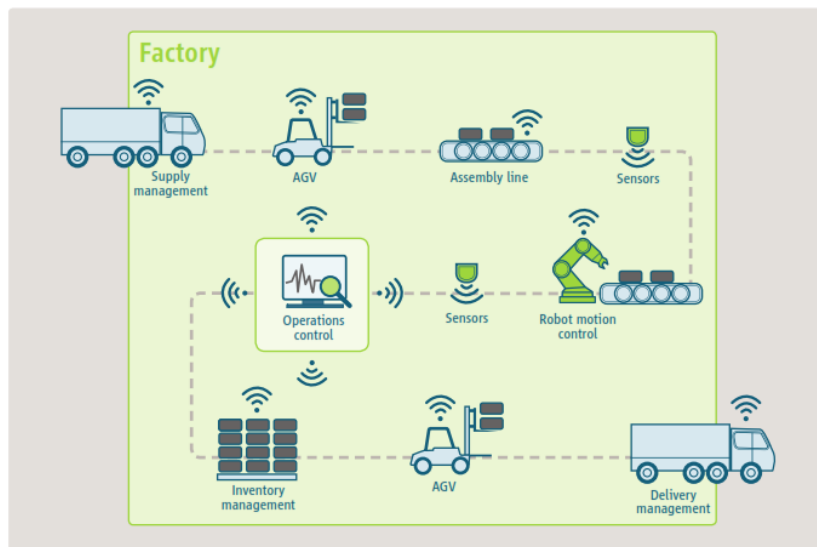 Factory
Supply
management
AGV
Assembly line
Sensors
Operations
control
Sensors
Robot motion
control
Inventory
management
AGV
Delivery
management